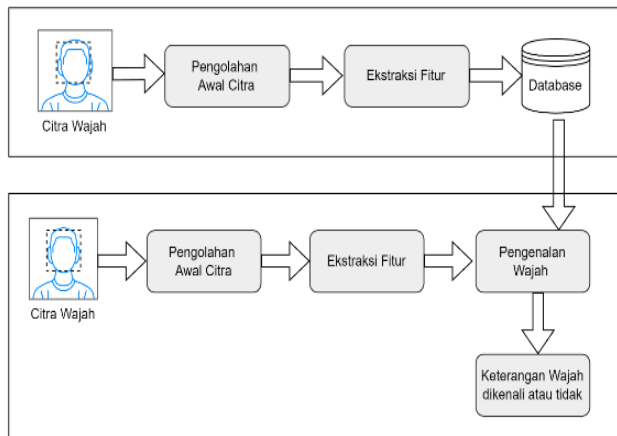 Citra Wajah
Pengolahan
Awal Citra
Ekstraksi Fitur
Database
Citra Wajah
Pengolahan
Awal Citra
Ekstraksi Fitur
Pengenalan
Wajah
Keterangan Wajah
dikenali atau tidak